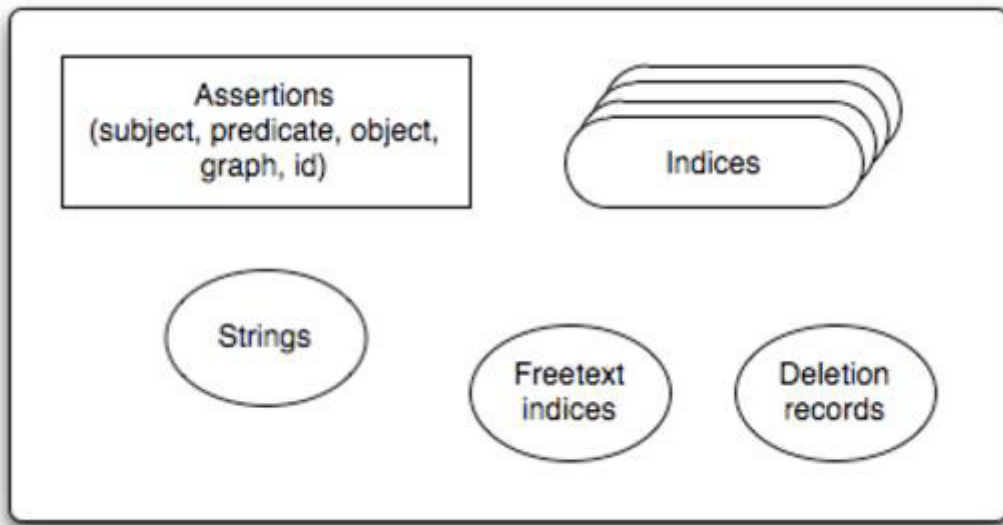 Assertions
(subject, predicate, object,
graph, id)
Indices
Strings
Freetext
indices
Deletion
records